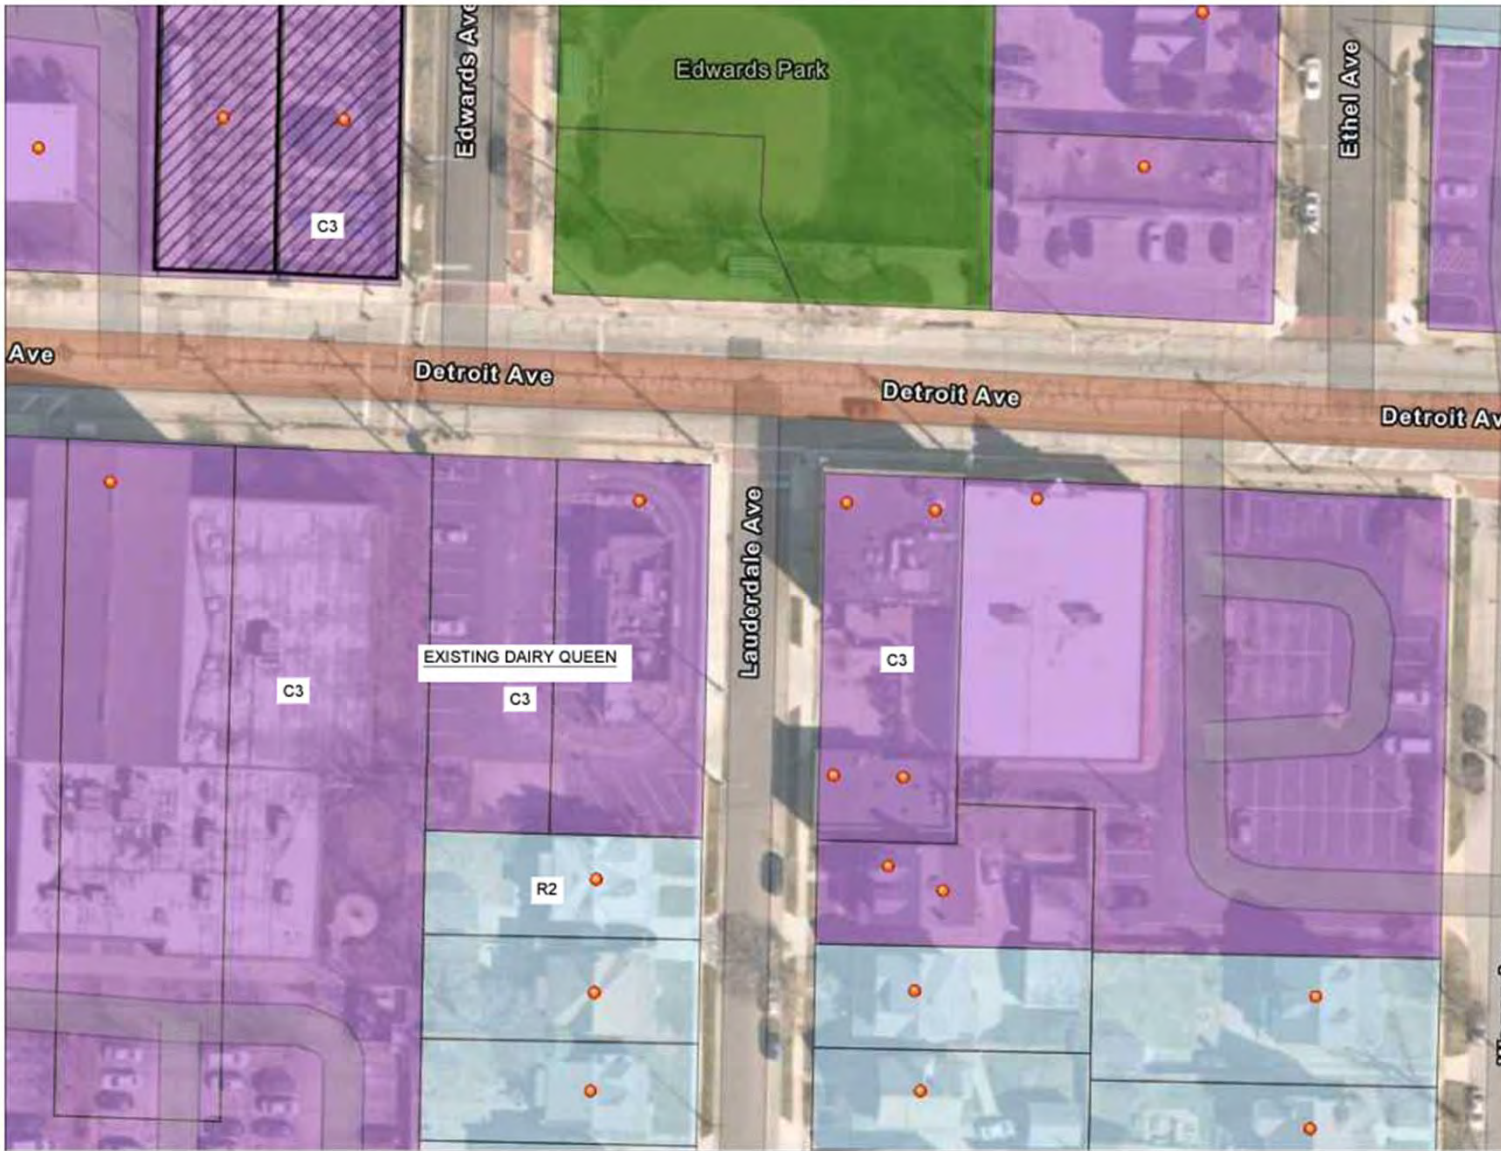 Edwards Ave
Edwards Park
Ethel Ave
C3
Ave
Detroit Ave
Detroit Ave
Detroit Av
Lauderdale Ave
EXISTING DAIRY QUEEN
C3
C3
C3
R2